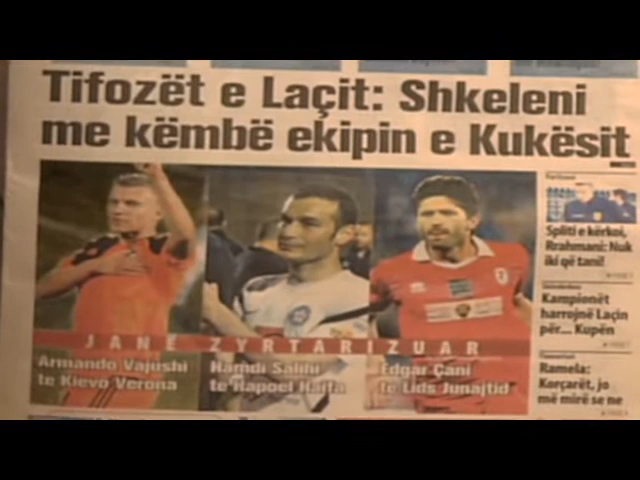 Tifozët e Laçit: Shkeleni
me këmbë ekipin e Kukësit
JANË ZYRTARIZUAR
Armando Vajushi
te Kievo Verona
Hamdi Salihi
te Hapoel Haifa
Edgar Çani
te Lids Junajtid
Spliti e kërkoi,
Rrahmani: Nuk
iki që tani!
Kampionët
harrojnë Laçin
për... Kupën
Ramela:
Korçarët, jo
më mirë se ne